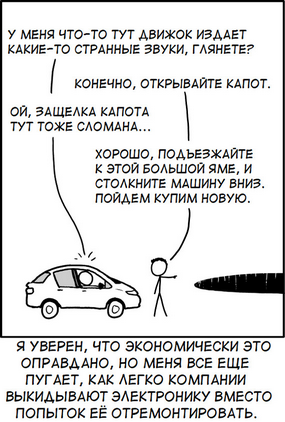 У МЕНЯ ЧТО-ТО ТУТ ДВИЖОК ИЗДАЕТ
КАКИЕ-ТО СТРАННЫЕ ЗВУКИ, ГЛЯНЕТЕ?
КОНЕЧНО, ОТКРЫВАЙТЕ КАПОТ.
ОЙ, ЗАЩЕЛКА КАПОТА
ТУТ ТОЖЕ СЛОМАНА...
ХОРОШО, ПОДЪЕЗЖАЙТЕ
К ЭТОЙ БОЛЬШОЙ ЯМЕ, И
СТОЛКНИТЕ МАШИНУ ВНИЗ.
ПОЙДЕМ КУПИМ НОВУЮ.
Я УВЕРЕН, ЧТО ЭКОНОМИЧЕСКИ ЭТО
ОПРАВДАНО, НО МЕНЯ ВСЕ ЕЩЕ
ПУГАЕТ, КАК ЛЕГКО КОМПАНИИ
ВЫКИДЫВАЮТ ЭЛЕКТРОНИКУ ВМЕСТО
ПОПЫТОК ЕЁ ОТРЕМОНТИРОВАТЬ.